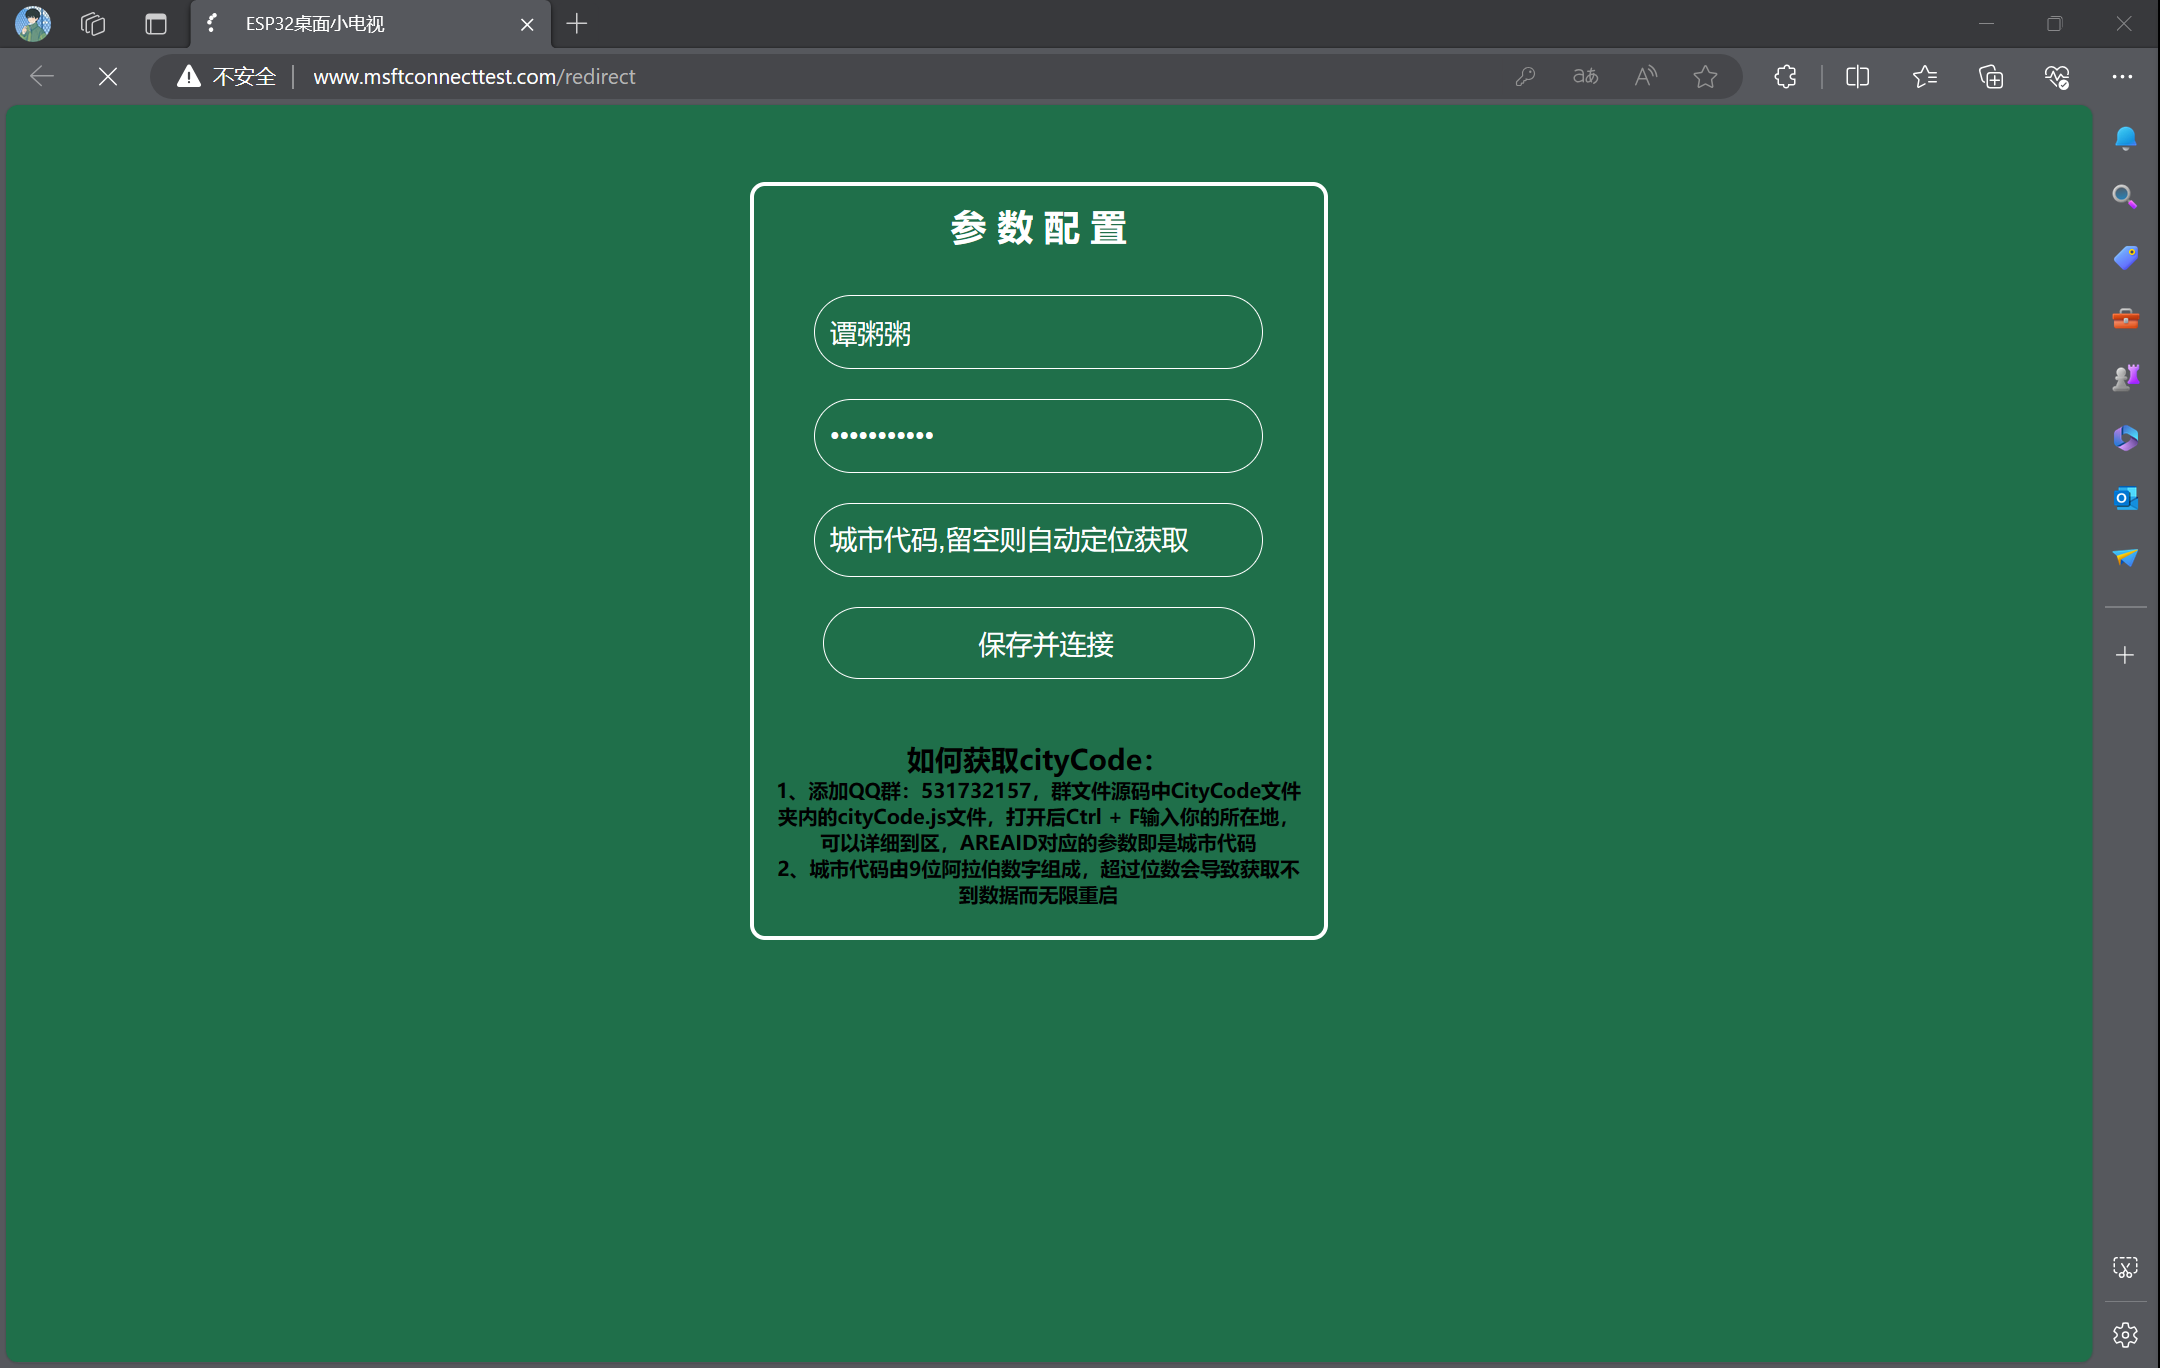 ESP32桌面小电视
不安全
www.msftconnecttest.com/redirect
aあ
参 数 配 置
谭粥粥
•••••••••••
城市代码,留空则自动定位获取
保存并连接
如何获取cityCode：
1、添加QQ群：531732157，群文件源码中CityCode文件
夹内的cityCode.js文件，打开后Ctrl + F输入你的所在地，
可以详细到区，AREAID对应的参数即是城市代码
2、城市代码由9位阿拉伯数字组成，超过位数会导致获取不
到数据而无限重启